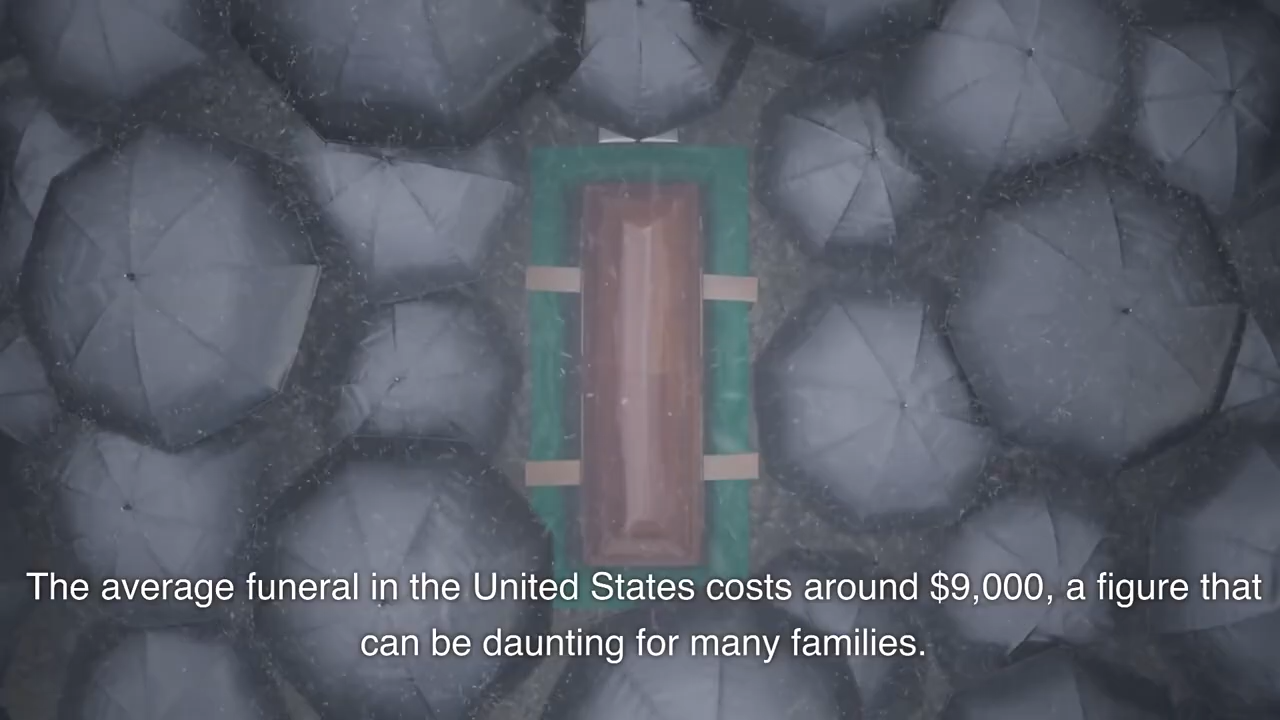 The average funeral in the United States costs around $9,000, a figure that
can be daunting for many families.